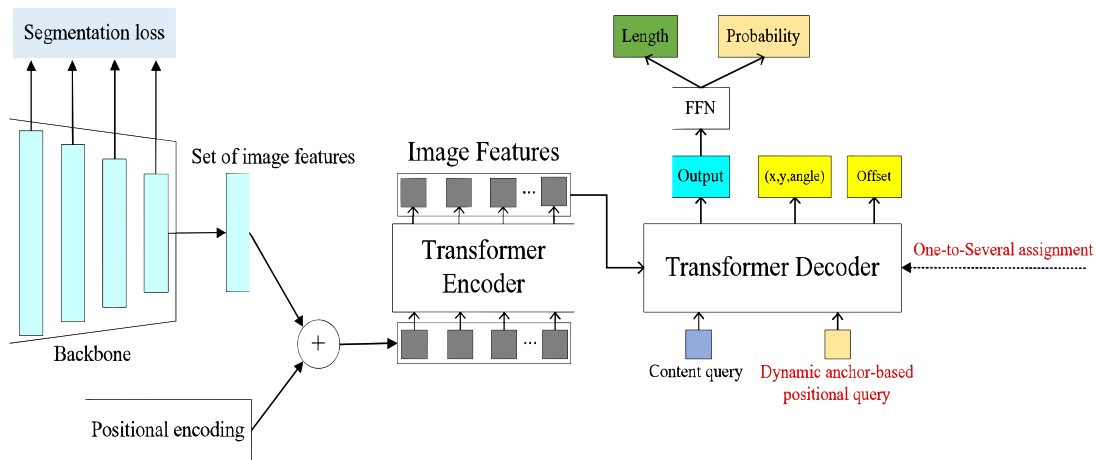 Segmentation loss
Length
Probability
FFN
Set of image features
Image Features
...
Output
(x,y,angle)
Offset
Transformer
Encoder
Transformer Decoder
One-to-Several assignment
+
...
Backbone
Content query
Dynamic anchor-based
positional query
Positional encoding